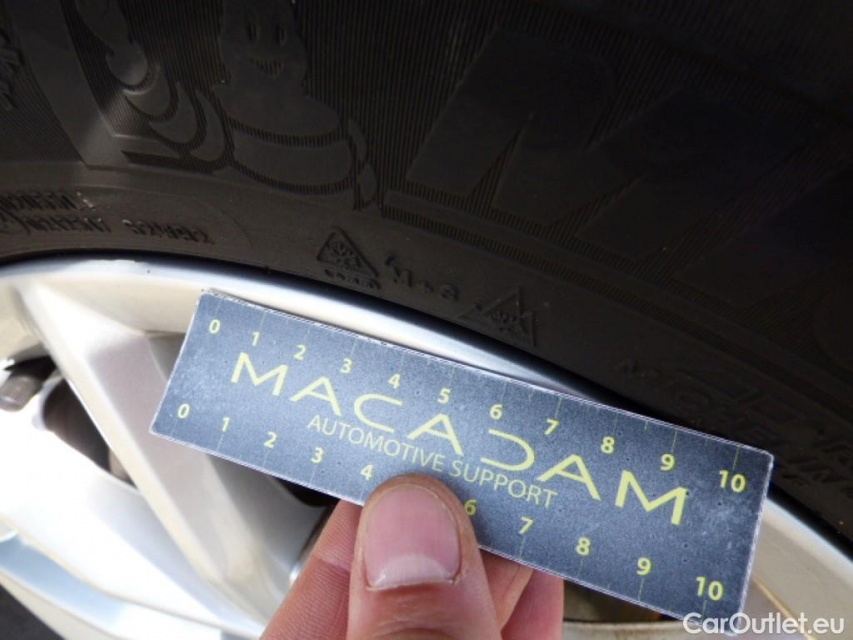 M+S
0 1 2 3 4 5 6 7 8 9 10
MACADAM
AUTOMOTIVE SUPPORT
0 1 2 3 4 6 7 8 9 10
CarOutlet.eu